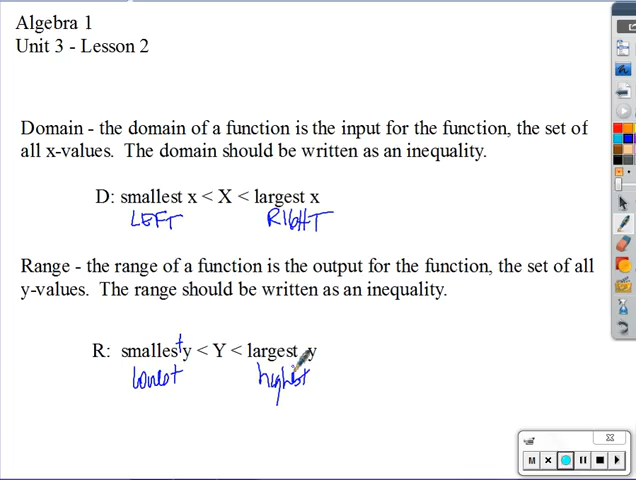 Algebra 1
Unit 3 - Lesson 2
Domain - the domain of a function is the input for the function, the set of
all x-values. The domain should be written as an inequality.
D: smallest x < X < largest x
LEFT RIGHT
Range - the range of a function is the output for the function, the set of all
y-values. The range should be written as an inequality.
R: smallest y < Y < largest y
lowest highest
M